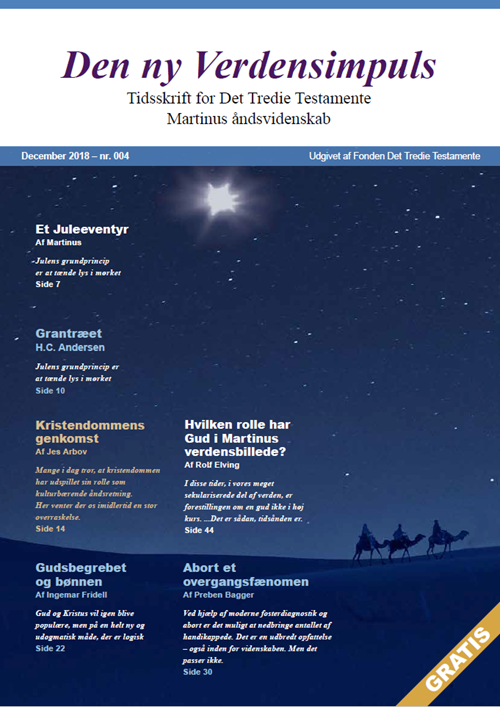 Den ny Verdensimpuls
Tidsskrift for Det Tredie Testamente
Martinus åndsvidenskab
December 2018 – nr. 004
Udgivet af Fonden Det Tredie Testamente
Et Juleeventyr
Af Martinus
Julens grundprincip
er at tænde lys i mørket
Side 7
Grantræet
H.C. Andersen
Julens grundprincip er
at tænde lys i mørket
Side 10
Kristendommens
genkomst
Af Jes Arbov
Mange i dag tror, at kristendommen
har udspillet sin rolle som
kulturbærende åndsretning.
Her venter der os imidlertid en stor
overraskelse.
Side 14
Hvilken rolle har
Gud i Martinus
verdensbillede?
Af Rolf Elving
I disse tider, i vores meget
sekulariserede del af verden, er
forestillingen om en gud ikke i høj
kurs. ...Det er sådan, tidsånden er.
Side 44
Gudsbegrebet
og bønnen
Af Ingemar Fridell
Gud og Kristus vil igen blive
populære, men på en helt ny og
udogmatisk måde, der er logisk
Side 22
Abort et
overgangsfænomen
Af Preben Bagger
Ved hjælp af moderne fosterdiagnostik og
abort er det muligt at nedbringe antallet af
handikappede. Det er en udbredt opfattelse
– også inden for videnskaben. Men det
passer ikke.
Side 30
GRATIS